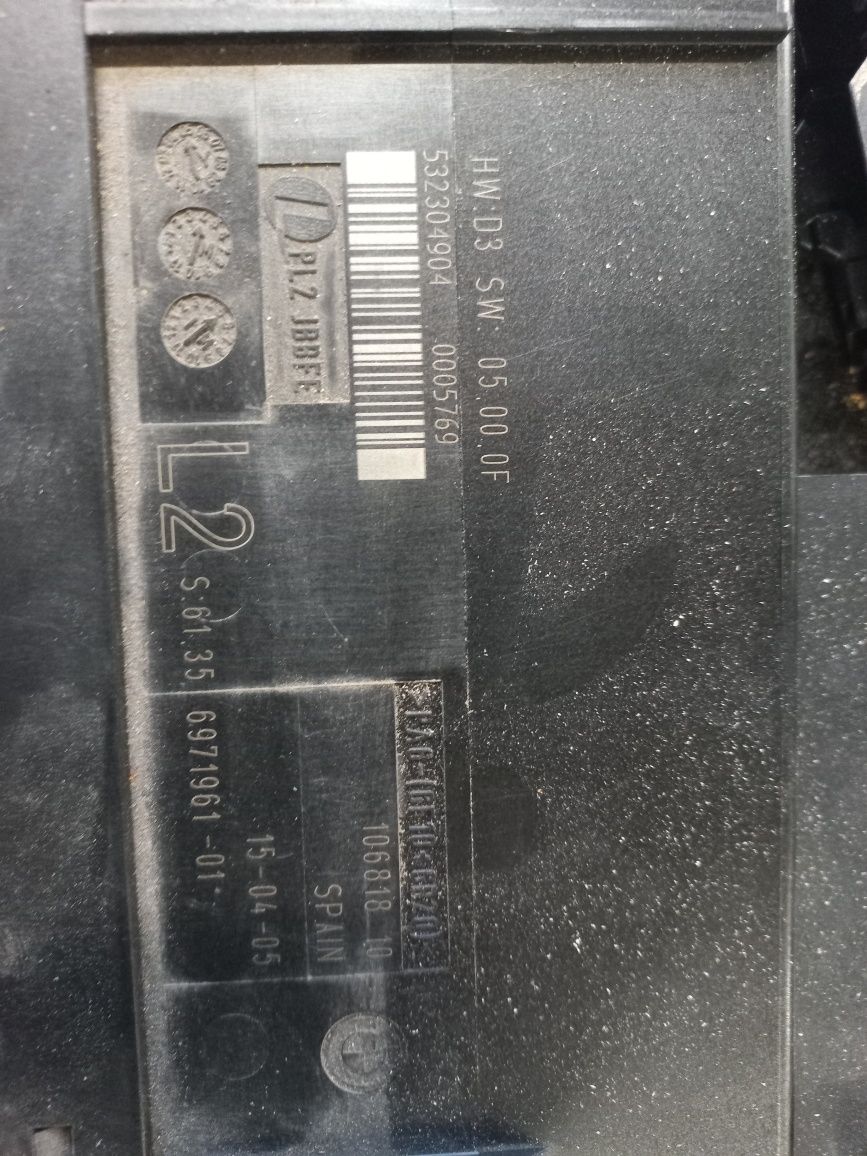 HW:D3 SW 05.00.0F
532304904 0005769
PL2 JBBFE
L2 S:61.35 6971961-01
106818 10
SPAIN
15-04-05